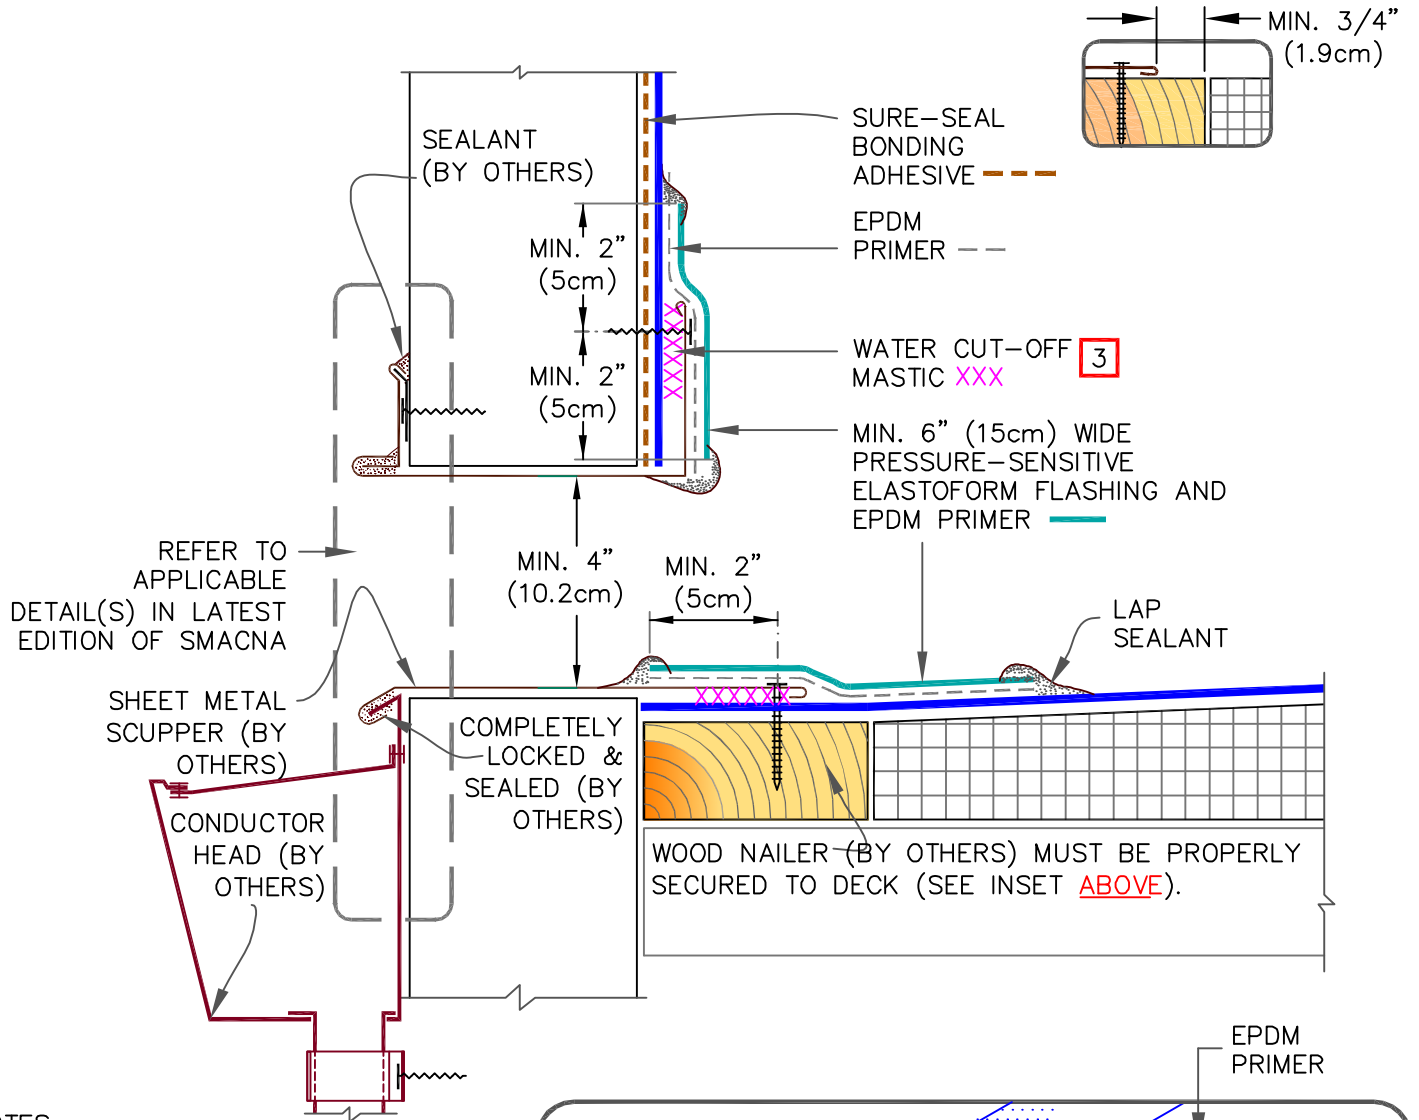 MIN. 3/4"
(1.9cm)
SEALANT
(BY OTHERS)
SURE-SEAL
BONDING
ADHESIVE
EPDM
PRIMER
MIN. 2"
(5cm)
MIN. 2"
(5cm)
WATER CUT-OFF 3
MASTIC XXX
MIN. 6" (15cm) WIDE
PRESSURE-SENSITIVE
ELASTOFORM FLASHING AND
EPDM PRIMER
REFER TO
APPLICABLE
DETAIL(S) IN LATEST
EDITION OF SMACNA
MIN. 4"
(10.2cm)
MIN. 2"
(5cm)
LAP
SEALANT
SHEET METAL
SCUPPER (BY
OTHERS)
COMPLETELY
LOCKED &
SEALED (BY
OTHERS)
CONDUCTOR
HEAD (BY
OTHERS)
WOOD NAILER (BY OTHERS) MUST BE PROPERLY
SECURED TO DECK (SEE INSET ABOVE).
EPDM
PRIMER